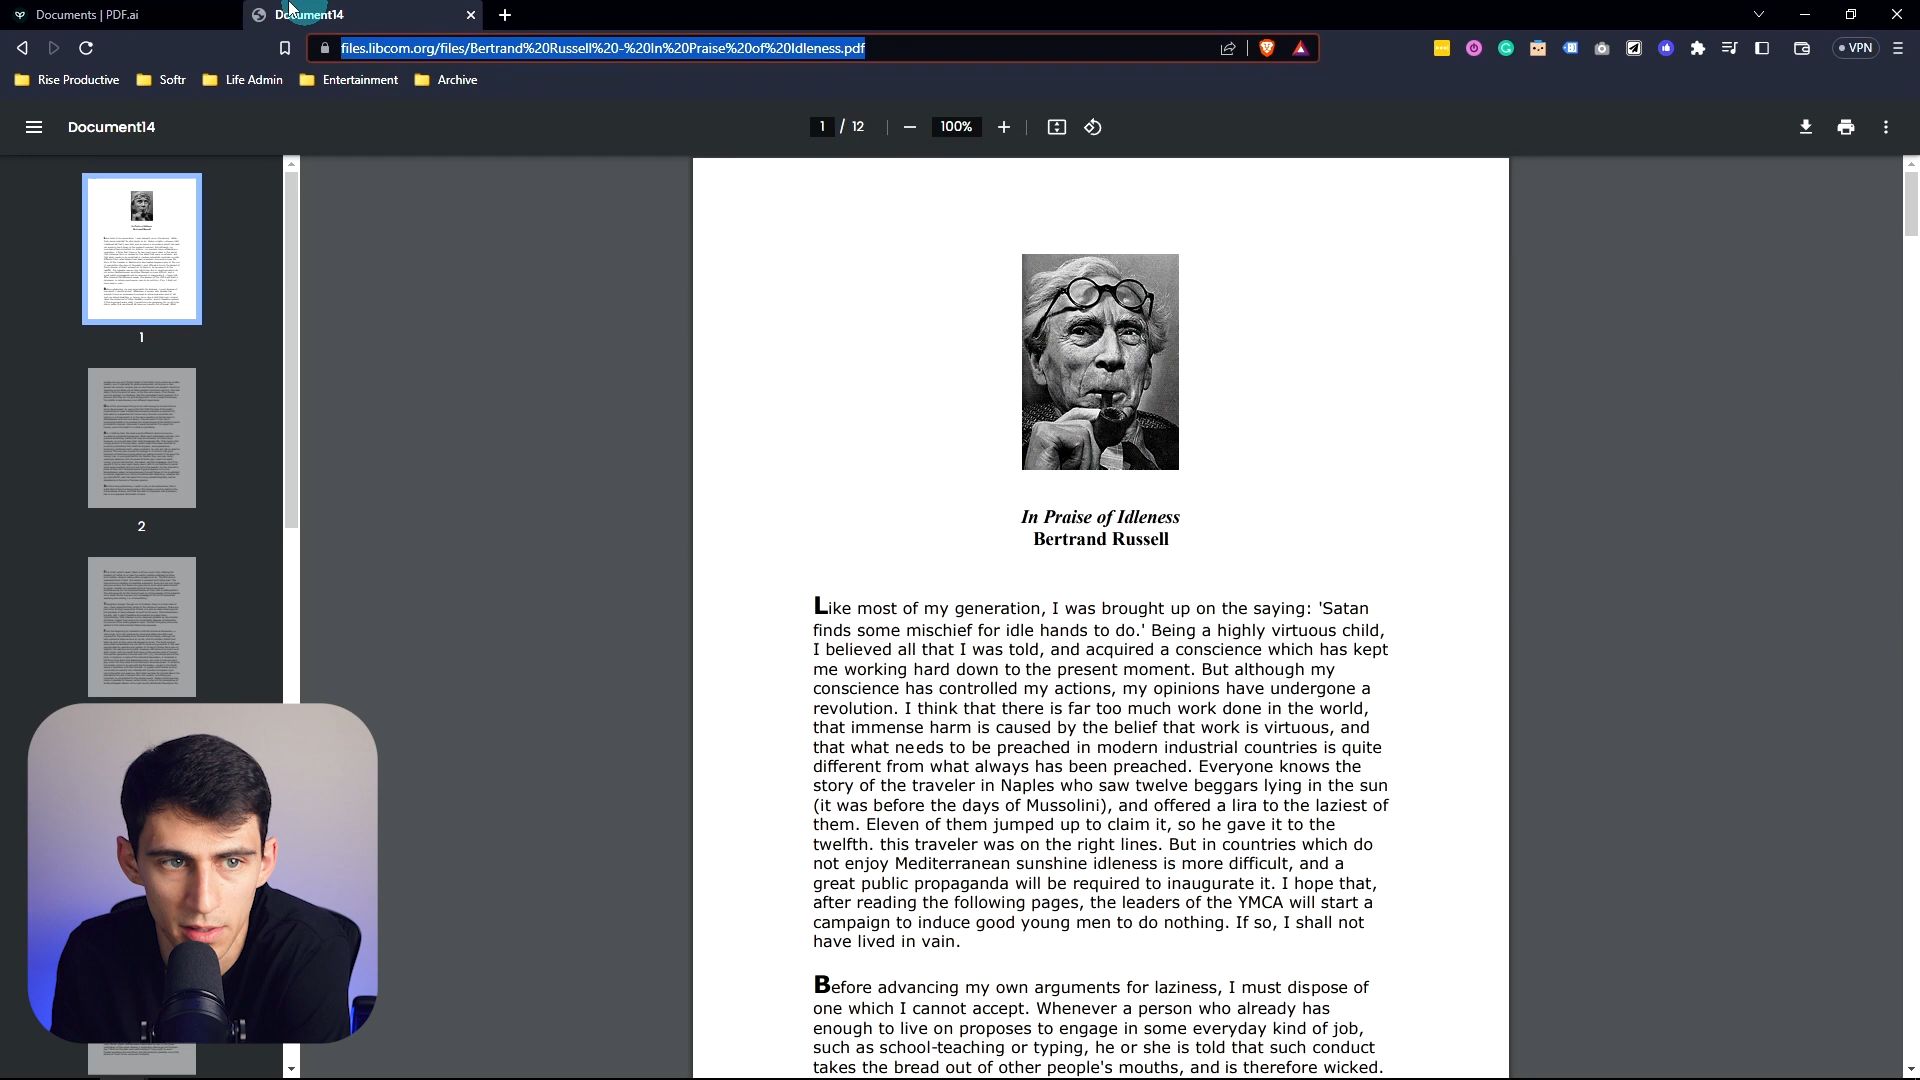 Documents | PDF.ai
Document14
files.libcom.org/files/Bertrand%20Russell%20-%20In%20Praise%20of%20Idleness.pdf
VPN
Rise Productive
Softr
Life Admin
Entertainment
Archive
Document14
1 / 12
100%
1
2
In Praise of Idleness
Bertrand Russell
Like most of my generation, I was brought up on the saying: 'Satan
finds some mischief for idle hands to do.' Being a highly virtuous child,
I believed all that I was told, and acquired a conscience which has kept
me working hard down to the present moment. But although my
conscience has controlled my actions, my opinions have undergone a
revolution. I think that there is far too much work done in the world,
that immense harm is caused by the belief that work is virtuous, and
that what needs to be preached in modern industrial countries is quite
different from what always has been preached. Everyone knows the
story of the traveler in Naples who saw twelve beggars lying in the sun
(it was before the days of Mussolini), and offered a lira to the laziest of
them. Eleven of them jumped up to claim it, so he gave it to the
twelfth. this traveler was on the right lines. But in countries which do
not enjoy Mediterranean sunshine idleness is more difficult, and a
great public propaganda will be required to inaugurate it. I hope that,
after reading the following pages, the leaders of the YMCA will start a
campaign to induce good young men to do nothing. If so, I shall not
have lived in vain.
Before advancing my own arguments for laziness, I must dispose of
one which I cannot accept. Whenever a person who already has
enough to live on proposes to engage in some everyday kind of job,
such as school-teaching or typing, he or she is told that such conduct
takes the bread out of other people's mouths, and is therefore wicked.